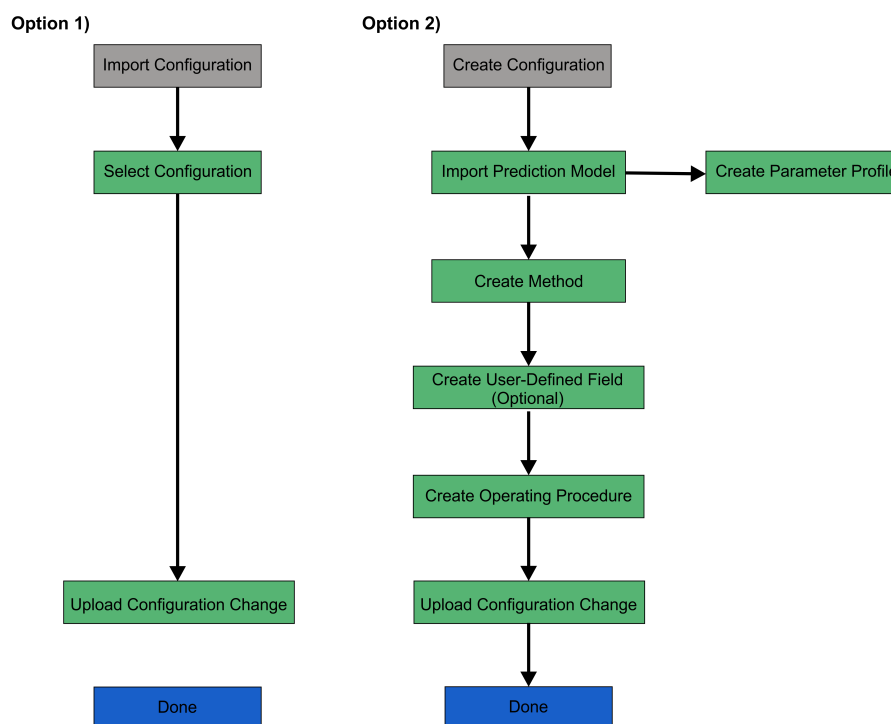 Option 1)
Import Configuration
Select Configuration
Upload Configuration Change
Done
Option 2)
Create Configuration
Import Prediction Model
Create Parameter Profile
Create Method
Create User-Defined Field
(Optional)
Create Operating Procedure
Upload Configuration Change
Done